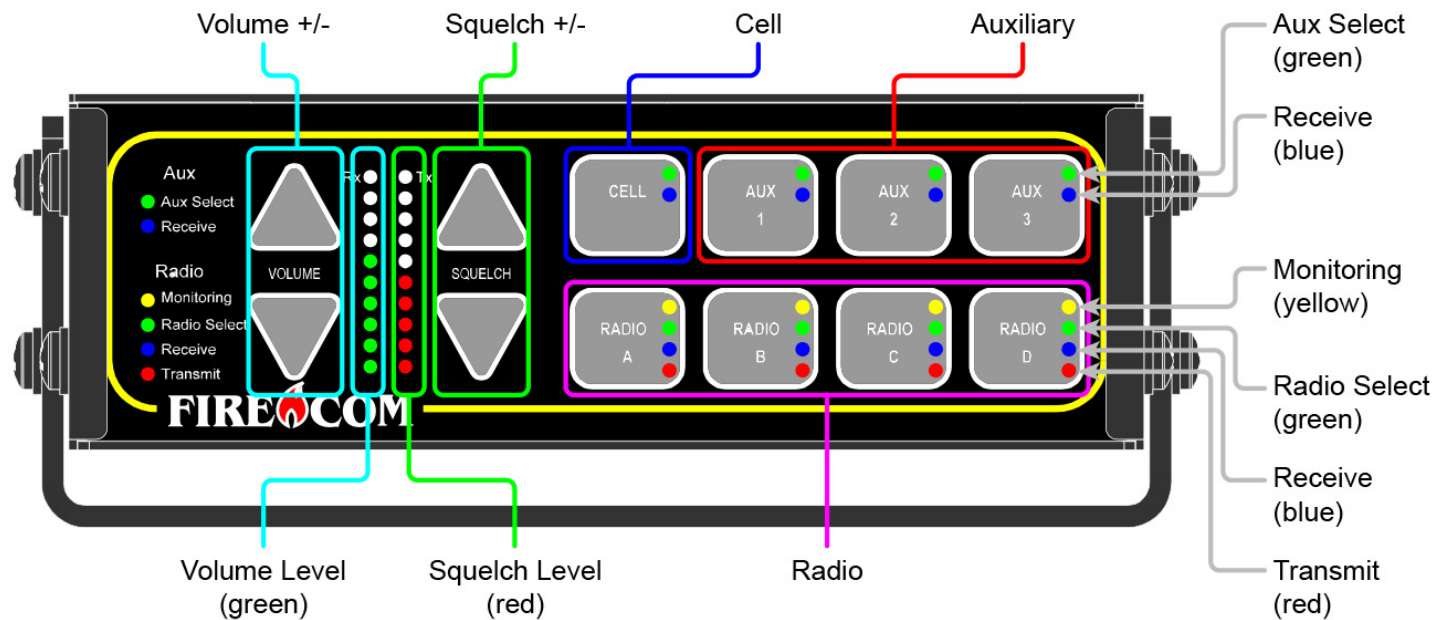 Volume +/-
Squelch +/-
Cell
Auxiliary
Aux Select
(green)
Receive
(blue)
Monitoring
(yellow)
Radio Select
(green)
Receive
(blue)
Transmit
(red)
Aux
Aux Select
Receive
Radio
Monitoring
Radio Select
Receive
Transmit
VOLUME
Rx
Tx
SQUELCH
CELL
AUX
1
AUX
2
AUX
3
RADIO
A
RADIO
B
RADIO
C
RADIO
D
FIRECOM
Volume Level
(green)
Squelch Level
(red)
Radio